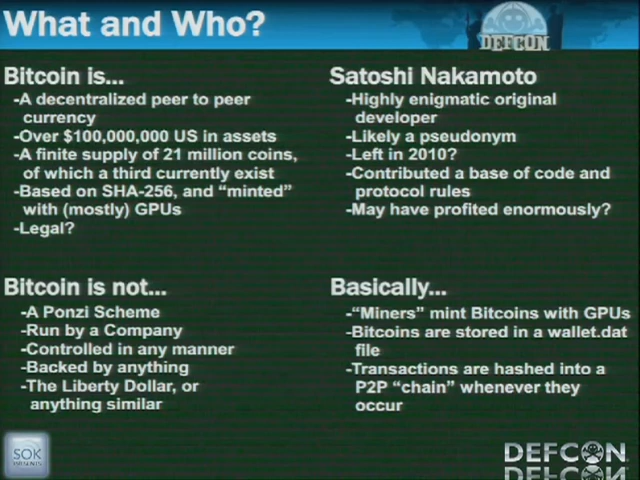 What and Who?
DEFCON
Bitcoin is...
-A decentralized peer to peer
currency
-Over $100,000,000 US in assets
-A finite supply of 21 million coins,
of which a third currently exist
-Based on SHA-256, and “minted”
with (mostly) GPUs
-Legal?
Satoshi Nakamoto
-Highly enigmatic original
developer
-Likely a pseudonym
-Left in 2010?
-Contributed a base of code and
protocol rules
-May have profited enormously?
Bitcoin is not...
-A Ponzi Scheme
-Run by a Company
-Controlled in any manner
-Backed by anything
-The Liberty Dollar, or
anything similar
Basically...
-“Miners” mint Bitcoins with GPUs
-Bitcoins are stored in a wallet.dat
file
-Transactions are hashed into a
P2P “chain” whenever they
occur
SOK
DEFCON